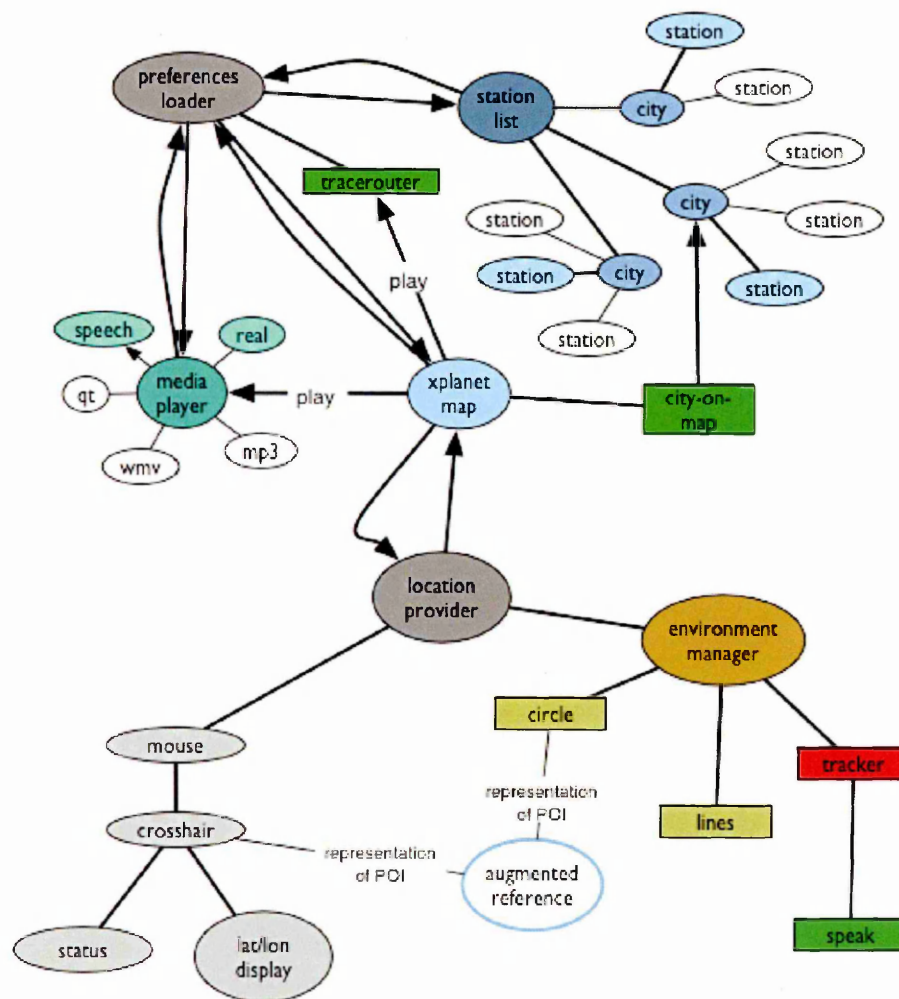 station
preferences
loader
station
list
station
city
station
tracerouter
city
station
station
play
station
city
station
station
speech
real
xplanet
map
qt
media
player
play
city-on-
map
mp3
wmv
location
provider
environment
manager
circle
mouse
tracker
representation
of POI
lines
crosshair
representation
of POI
augmented
reference
status
lat/lon
display
speak